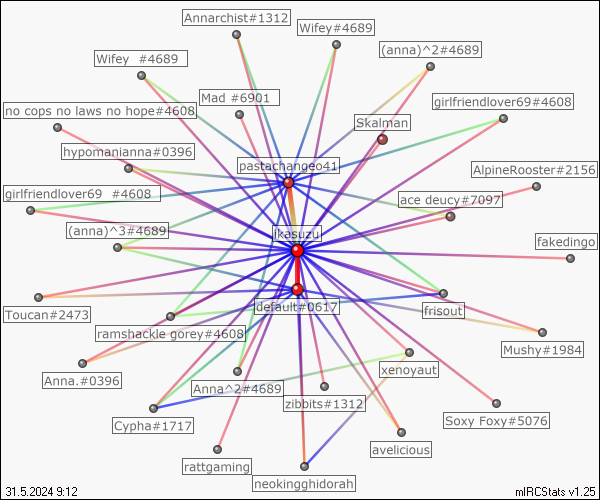 Annarchist#1312
Wifey#4689
(anna)^2#4689
Wifey  #4689
Mad #6901
girlfriendlover69#4608
no cops no laws no hope#4608
Skalman
hypomanianna#0396
pastachangeo41
AlpineRooster#2156
girlfriendlover69  #4608
ace deucy#7097
(anna)^3#4689
ikasuzu
fakedingo
Toucan#2473
default#0617
frisout
ramshackle gorey#4608
Mushy#1984
Anna.#0396
xenoyaut
Anna^2#4689
zibbits#1312
Soxy Foxy#5076
Cypha#1717
avelicious
rattgaming
neokingghidorah
31.5.2024 9:12
mIRCStats v1.25